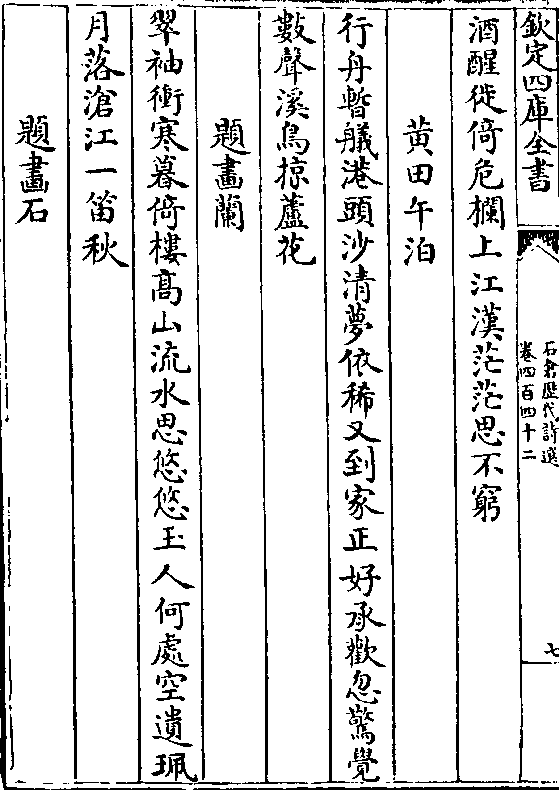 欽定四庫全書
石倉歷代詩選
卷四百四十二
七
酒醒徙倚危欄上江漢茫茫思不窮
黃田午泊
行舟暫艤港頭沙清夢依稀又到家正好承歡忽驚覺
數聲溪鳥掠蘆花
題畫蘭
翠袖衝寒暮倚樓高山流水思悠悠玉人何處空遺珮
月落滄江一笛秋
題畫石